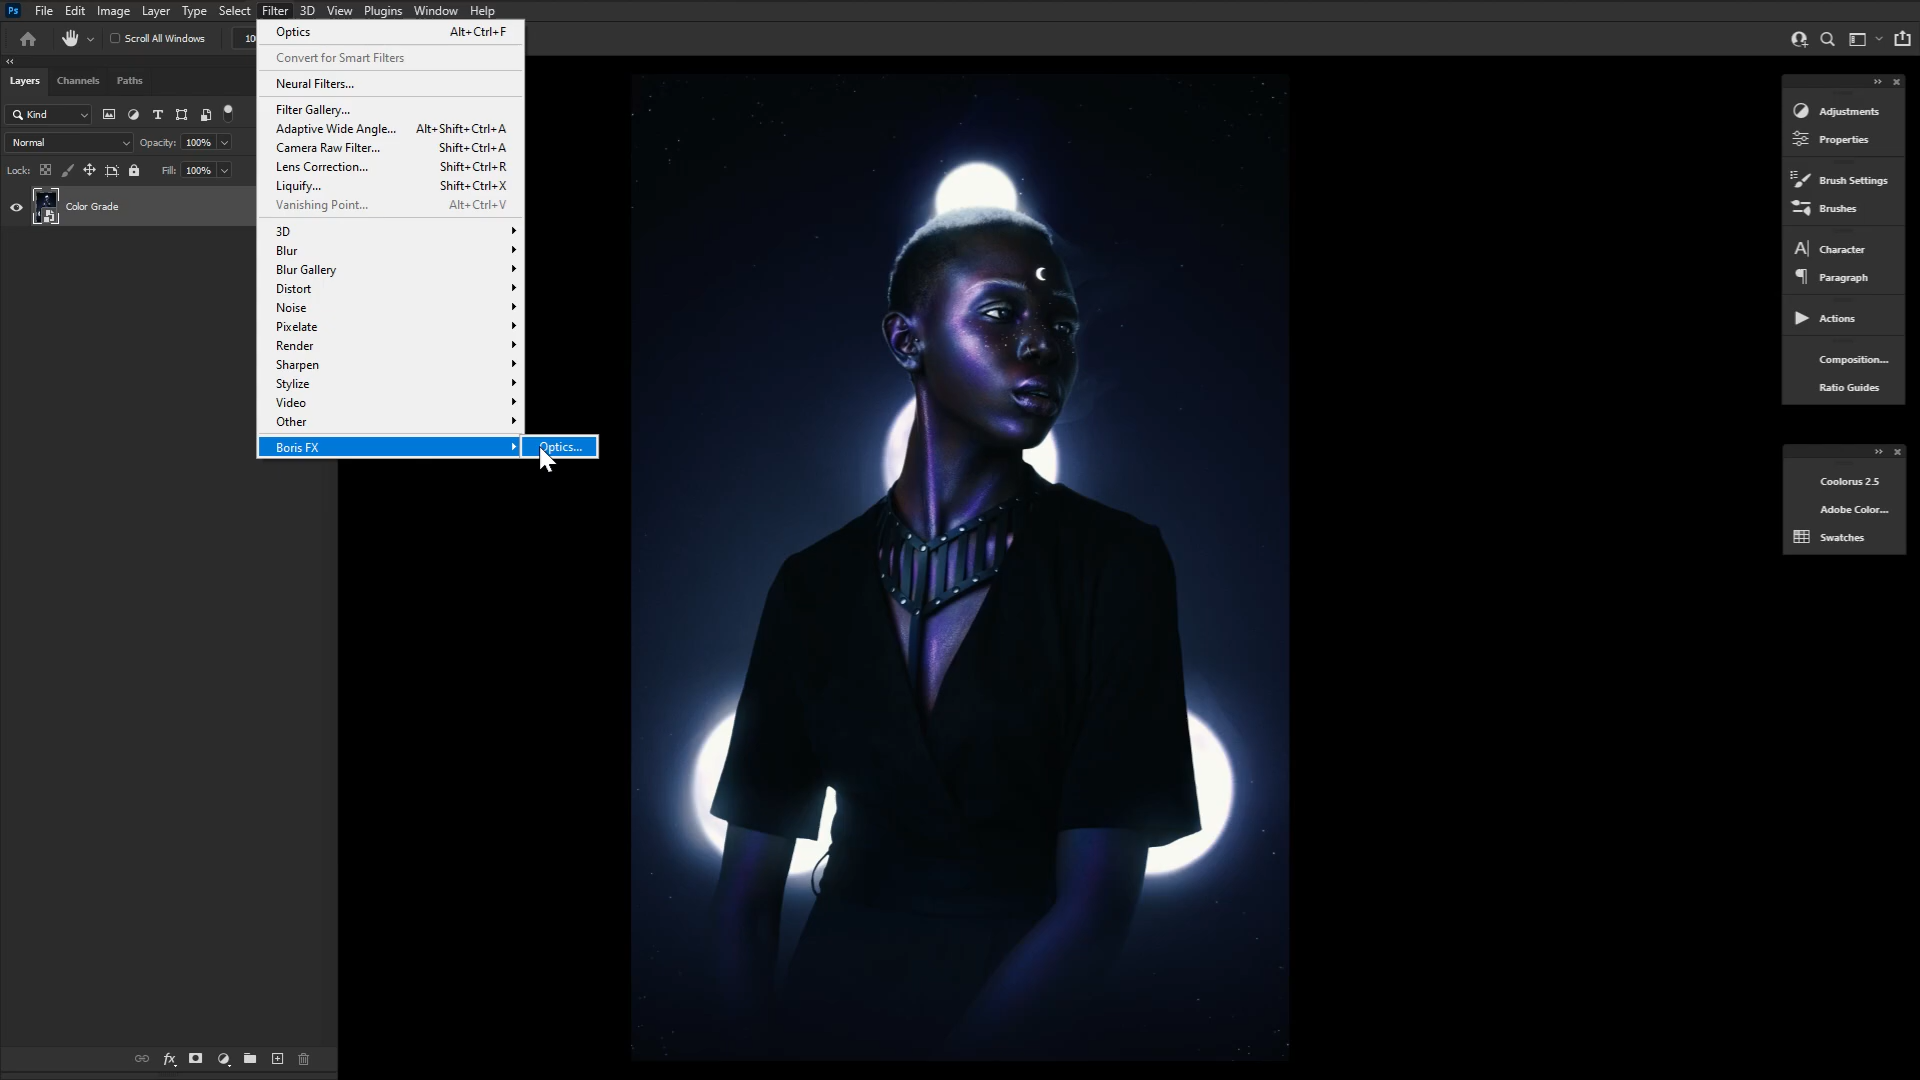 Ps File Edit Image Layer Type Select Filter 3D View Plugins Window Help
Scroll All Windows
Layers Channels Paths
Kind
Normal Opacity: 100%
Lock: Fill: 100%
Color Grade
fx
Optics Alt+Ctrl+F
Convert for Smart Filters
Neural Filters...
Filter Gallery...
Adaptive Wide Angle... Alt+Shift+Ctrl+A
Camera Raw Filter... Shift+Ctrl+A
Lens Correction... Shift+Ctrl+R
Liquify... Shift+Ctrl+X
Vanishing Point... Alt+Ctrl+V
3D
Blur
Blur Gallery
Distort
Noise
Pixelate
Render
Sharpen
Stylize
Video
Other
Boris FX
Optics...
Adjustments
Properties
Brush Settings
Brushes
Character
Paragraph
Actions
Composition...
Ratio Guides
Coolorus 2.5
Adobe Color...
Swatches